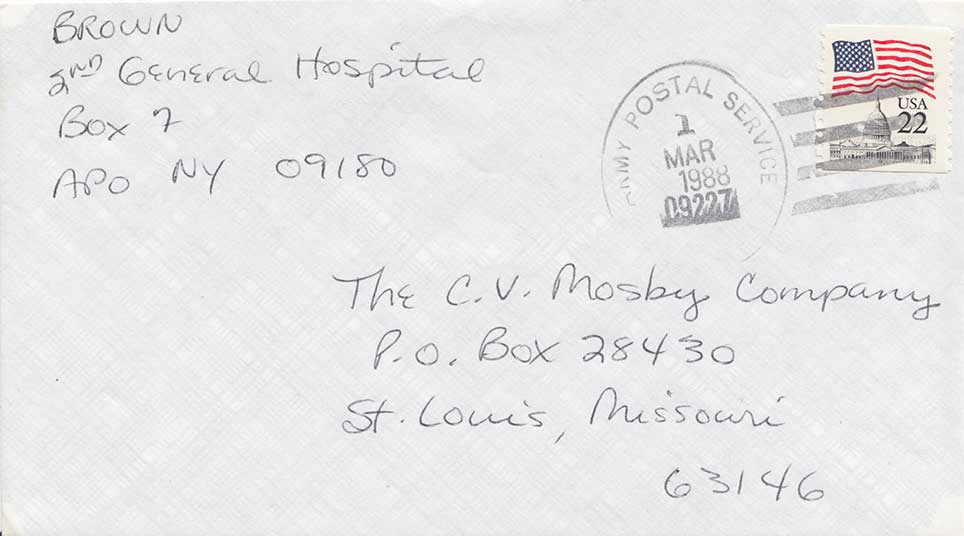 BROWN
2ND General Hospital
Box 7
APO NY 09180
ARMY POSTAL SERVICE
1
MAR
1988
09227
USA
22
The C.V. Mosby Company
P.O. Box 28430
St. Louis, Missouri
63146